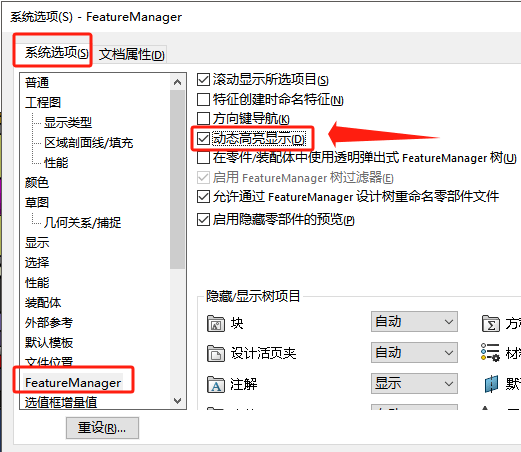 系统选项(S) - FeatureManager
系统选项(S) 文档属性(D)
普通
工程图
显示类型
区域剖面线/填充
性能
颜色
草图
几何关系/捕捉
显示
选择
性能
装配体
外部参考
默认模板
文件位置
FeatureManager
选值框增量值
重设(R)...
滚动显示所选项目(S)
特征创建时命名特征(N)
方向键导航(K)
动态高亮显示(D)
在零件/装配体中使用透明弹出式 FeatureManager 树(U)
启用 FeatureManager 树过滤器(E)
允许通过 FeatureManager 设计树重命名零部件文件
启用隐藏零部件的预览(P)
隐藏/显示树项目
块 自动 方
设计活页夹 自动 材
注解 显示 默